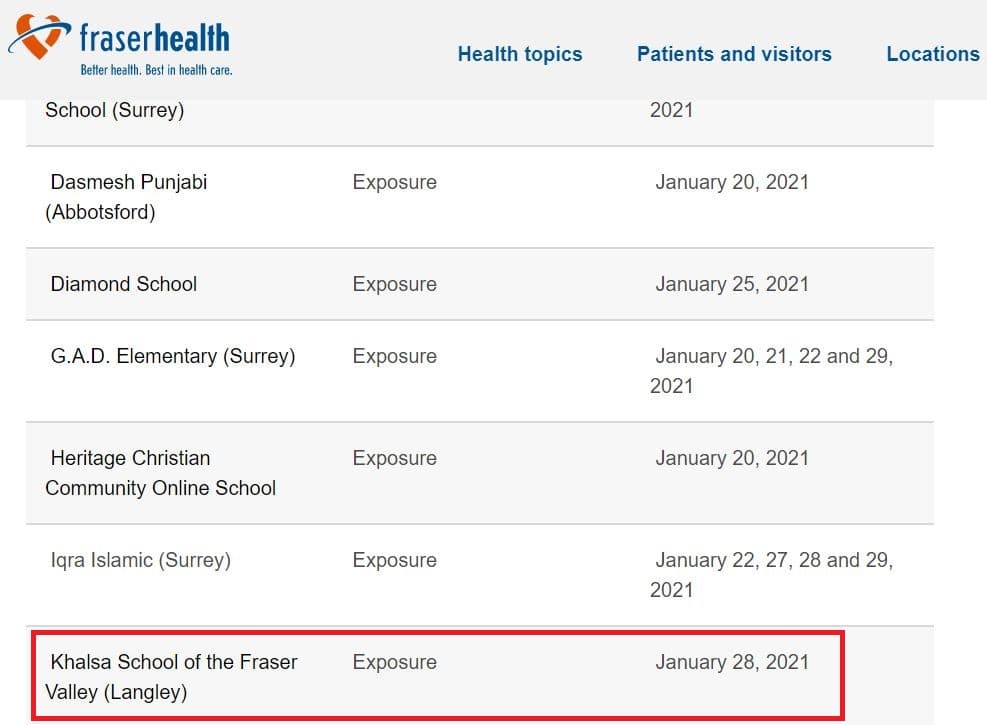 fraserhealth
Better health. Best in health care.
Health topics Patients and visitors Locations
School (Surrey) 2021
Dasmesh Punjabi Exposure January 20, 2021
(Abbotsford)
Diamond School Exposure January 25, 2021
G.A.D. Elementary (Surrey) Exposure January 20, 21, 22 and 29,
2021
Heritage Christian Exposure January 20, 2021
Community Online School
Iqra Islamic (Surrey) Exposure January 22, 27, 28 and 29,
2021
Khalsa School of the Fraser Exposure January 28, 2021
Valley (Langley)